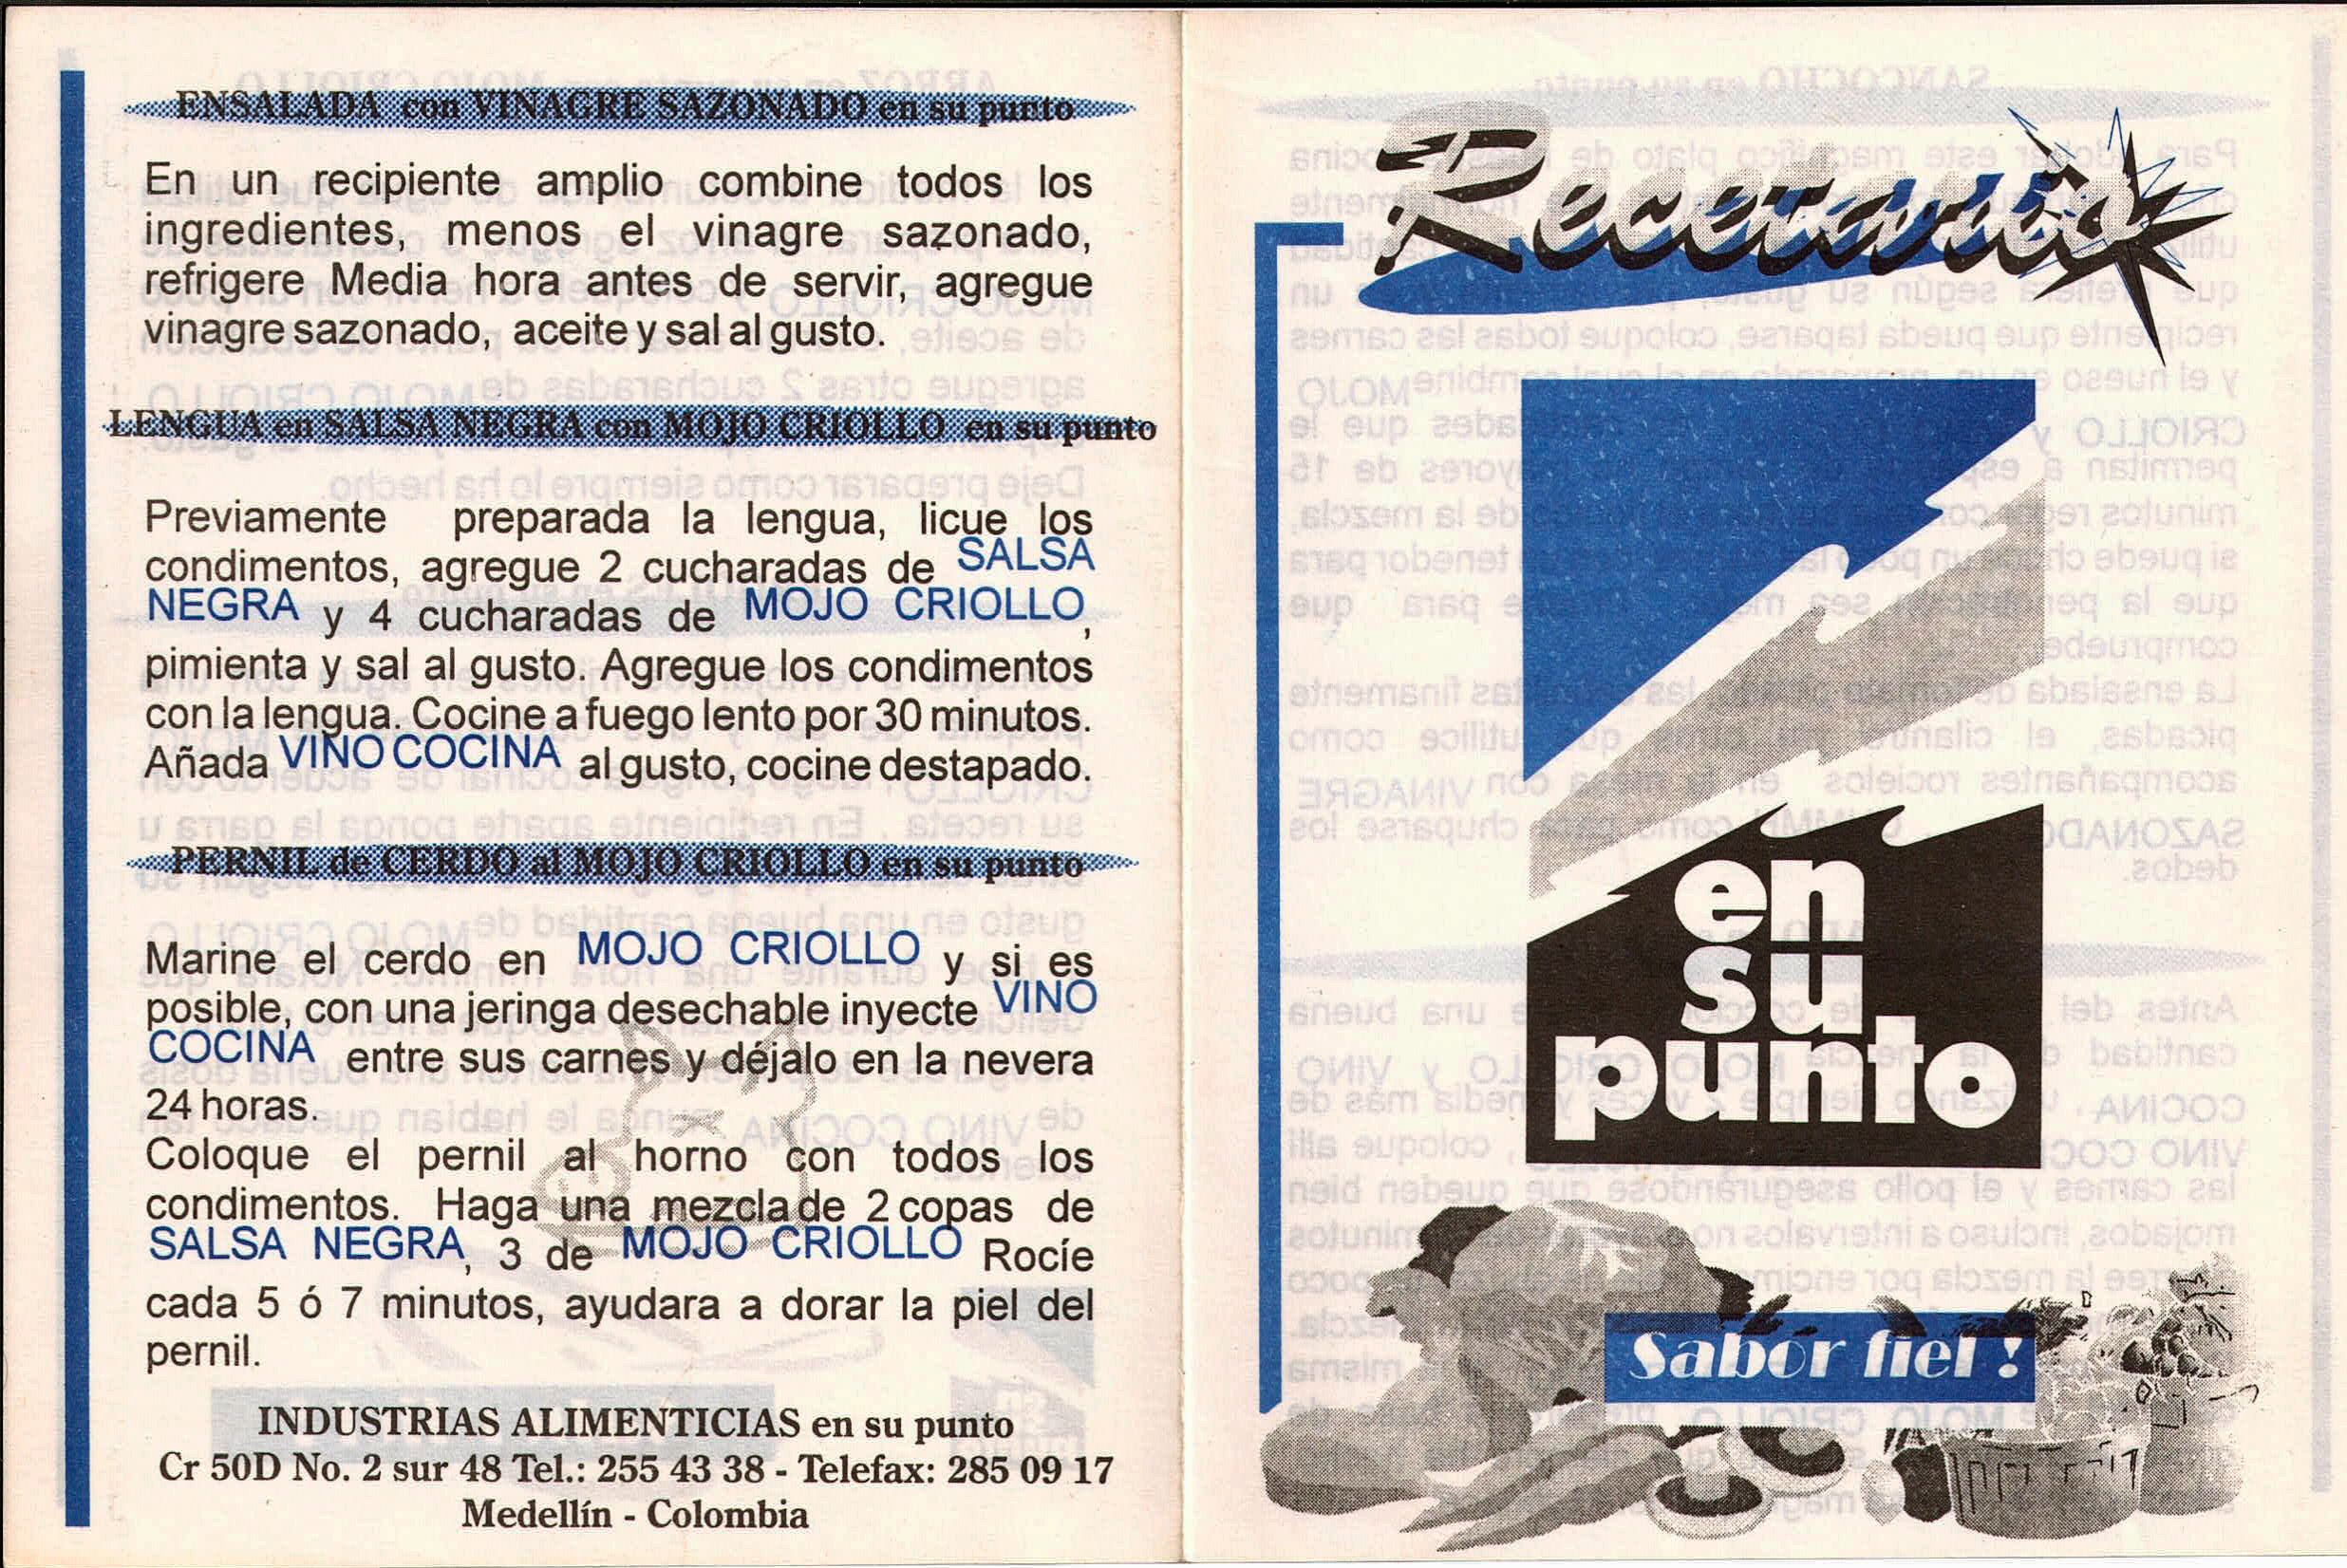 ENSALADA con VINAGRE SAZONADO en su punto
En un recipiente amplio combine todos los
ingredientes, menos el vinagre sazonado,
refrigere Media hora antes de servir, agregue
vinagre sazonado, aceite y sal al gusto.
LENGUA en SALSA NEGRA con MOJO CRIOLLO en su punto
Previamente preparada la lengua, licue los
condimentos, agregue 2 cucharadas de SALSA
NEGRA y 4 cucharadas de MOJO CRIOLLO,
pimienta y sal al gusto. Agregue los condimentos
con la lengua. Cocine a fuego lento por 30 minutos.
Añada VINO COCINA al gusto, cocine destapado.
PERNIL de CERDO al MOJO CRIOLLO en su punto
Marine el cerdo en MOJO CRIOLLO y si es
posible, con una jeringa desechable inyecte VINO
COCINA entre sus carnes y déjalo en la nevera
24 horas.
Coloque el pernil al horno con todos los
condimentos. Haga una mezcla de 2 copas de
SALSA NEGRA, 3 de MOJO CRIOLLO Rocíe
cada 5 ó 7 minutos, ayudara a dorar la piel del
pernil.
INDUSTRIAS ALIMENTICIAS en su punto
Cr 50D No. 2 sur 48 Tel.: 255 43 38 - Telefax: 285 09 17
Medellín - Colombia
Recetario
en
su
punto
Sabor fiel !